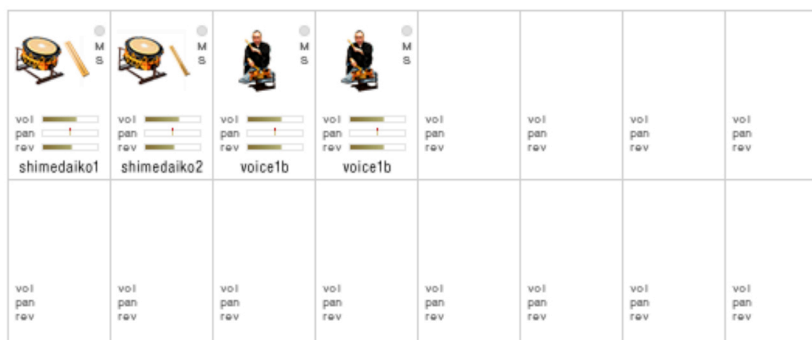 M M M M
S S S S
vol vol vol vol vol vol vol vol
pan pan pan pan pan pan pan pan
rev rev rev rev rev rev rev rev
shimedaiko1 shimedaiko2 voice1b voice1b
vol vol vol vol vol vol vol vol
pan pan pan pan pan pan pan pan
rev rev rev rev rev rev rev rev